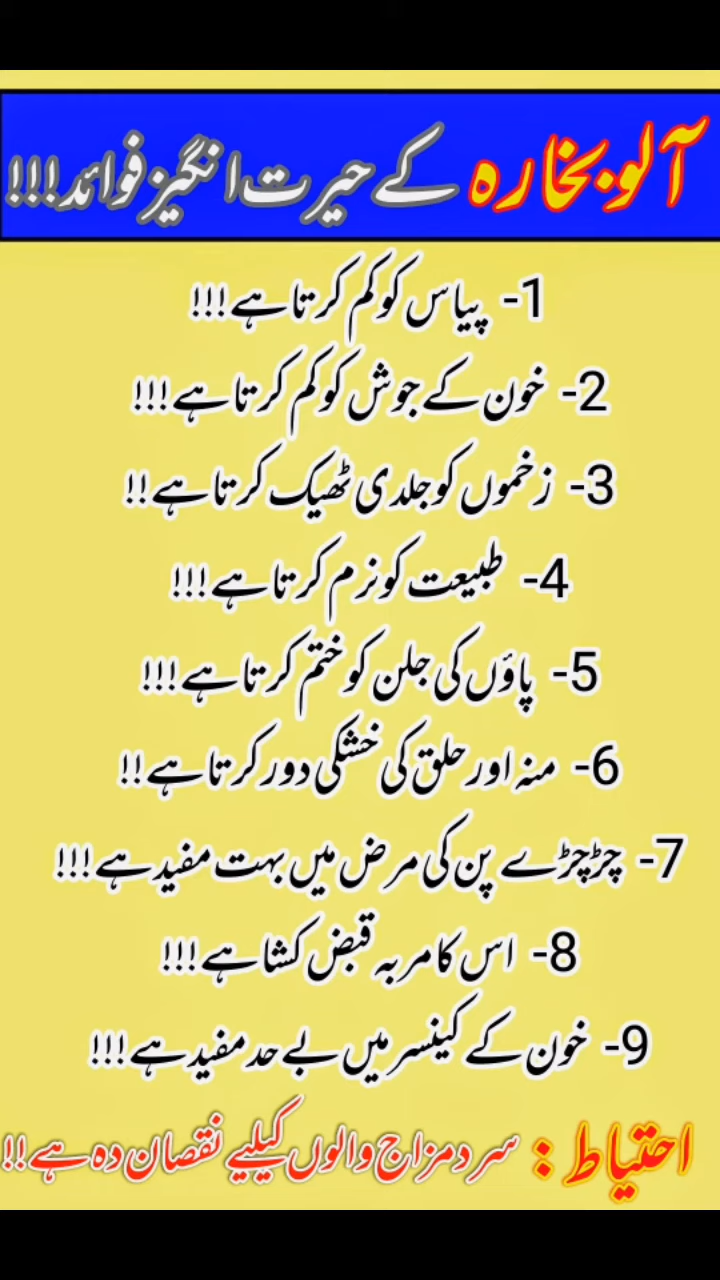 آلو بخارہ کے حیرت انگیز فوائد!!!
1- پیاس کو کم کرتا ہے!!!
2- خون کے جوش کو کم کرتا ہے!!!
3- زخموں کو جلدی ٹھیک کرتا ہے!!
4- طبیعت کو نرم کرتا ہے!!!
5- پاؤں کی جلن کو ختم کرتا ہے!!!
6- منہ اور حلق کی خشکی دور کرتا ہے!!
7- چڑچڑے پن کی مرض میں بہت مفید ہے!!!
8- اس کا مربہ قبض کشا ہے!!!
9- خون کے کینسر میں بے حد مفید ہے!!!
احتیاط: سرد مزاج والوں کیلیے نقصان دہ ہے!!